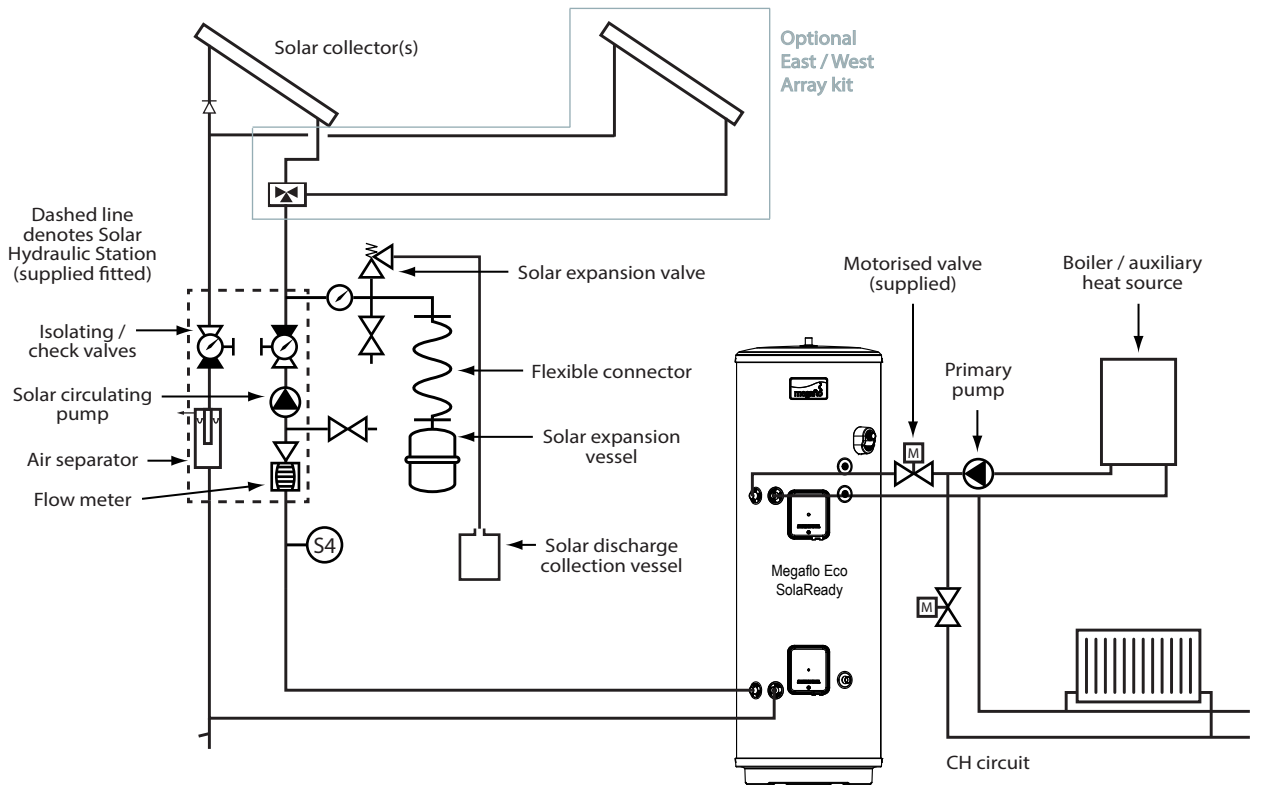 Solar collector(s)
Optional
East / West
Array kit
Dashed line
denotes Solar
Hydraulic Station
(supplied fitted)
Isolating /
check valves
Solar circulating
pump
Air separator
Flow meter
Solar expansion valve
Flexible connector
Solar expansion
vessel
S4
Solar discharge
collection vessel
Motorised valve
(supplied)
Boiler / auxiliary
heat source
Primary
pump
megaflo
M
Megaflo Eco
SolaReady
M
CH circuit